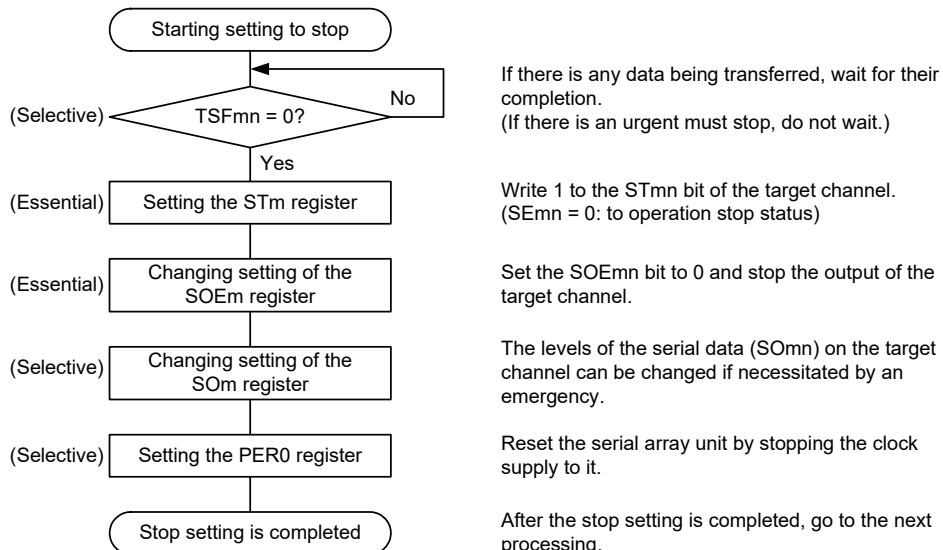 Starting setting to stop
If there is any data being transferred, wait for their
completion.
(If there is an urgent must stop, do not wait.)
(Selective)
TSFmn = 0?
No
Yes
(Essential)
Setting the STm register
Write 1 to the STmn bit of the target channel.
(SEmn = 0: to operation stop status)
(Essential)
Changing setting of the
SOEm register
Set the SOEmn bit to 0 and stop the output of the
target channel.
(Selective)
Changing setting of the
SOm register
The levels of the serial data (SOmn) on the target
channel can be changed if necessitated by an
emergency.
(Selective)
Setting the PER0 register
Reset the serial array unit by stopping the clock
supply to it.
Stop setting is completed
After the stop setting is completed, go to the next
processing.